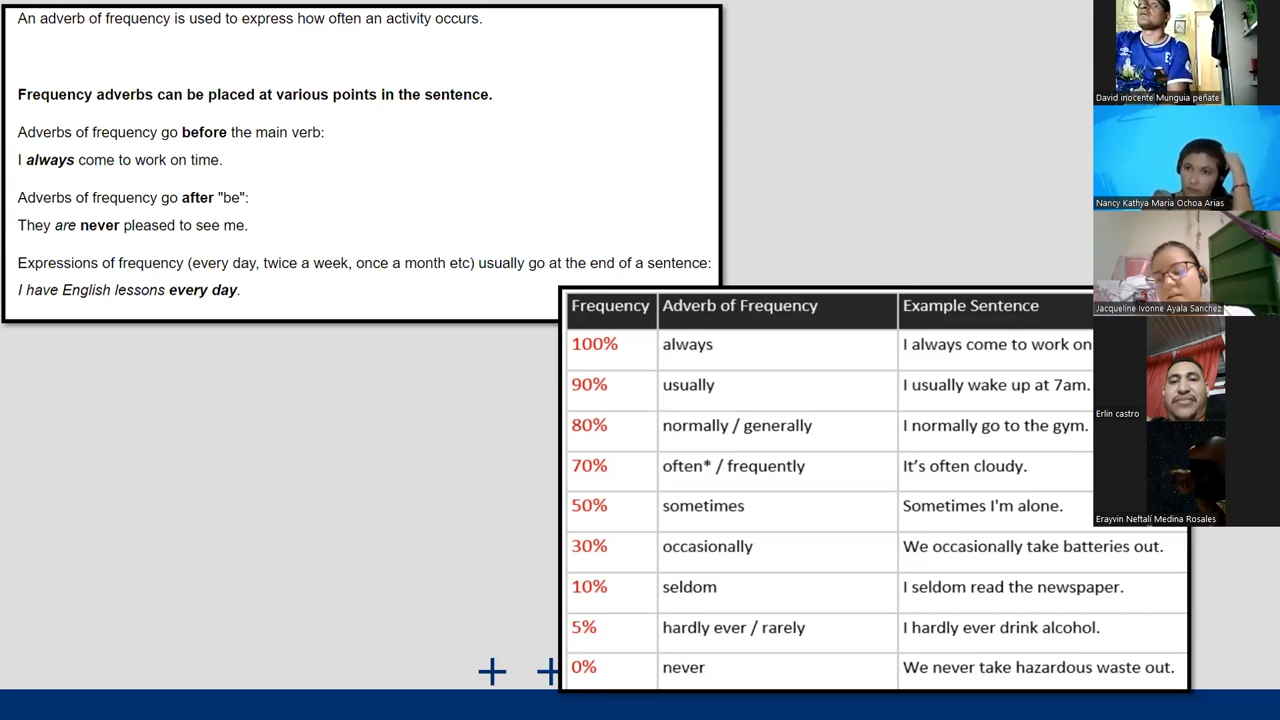 An adverb of frequency is used to express how often an activity occurs.
Frequency adverbs can be placed at various points in the sentence.
Adverbs of frequency go before the main verb:
I always come to work on time.
Adverbs of frequency go after "be":
They are never pleased to see me.
Expressions of frequency (every day, twice a week, once a month etc) usually go at the end of a sentence:
I have English lessons every day.
Frequency Adverb of Frequency Example Sentence
100% always I always come to work on
90% usually I usually wake up at 7am.
80% normally / generally I normally go to the gym.
70% often* / frequently It’s often cloudy.
50% sometimes Sometimes I'm alone.
30% occasionally We occasionally take batteries out.
10% seldom I seldom read the newspaper.
5% hardly ever / rarely I hardly ever drink alcohol.
0% never We never take hazardous waste out.
David inocente Munguia peñate
Nancy Kathya Maria Ochoa Arias
Jacqueline Ivonne Ayala Sanchez
Erlin castro
Erayvin Neftalí Medina Rosales